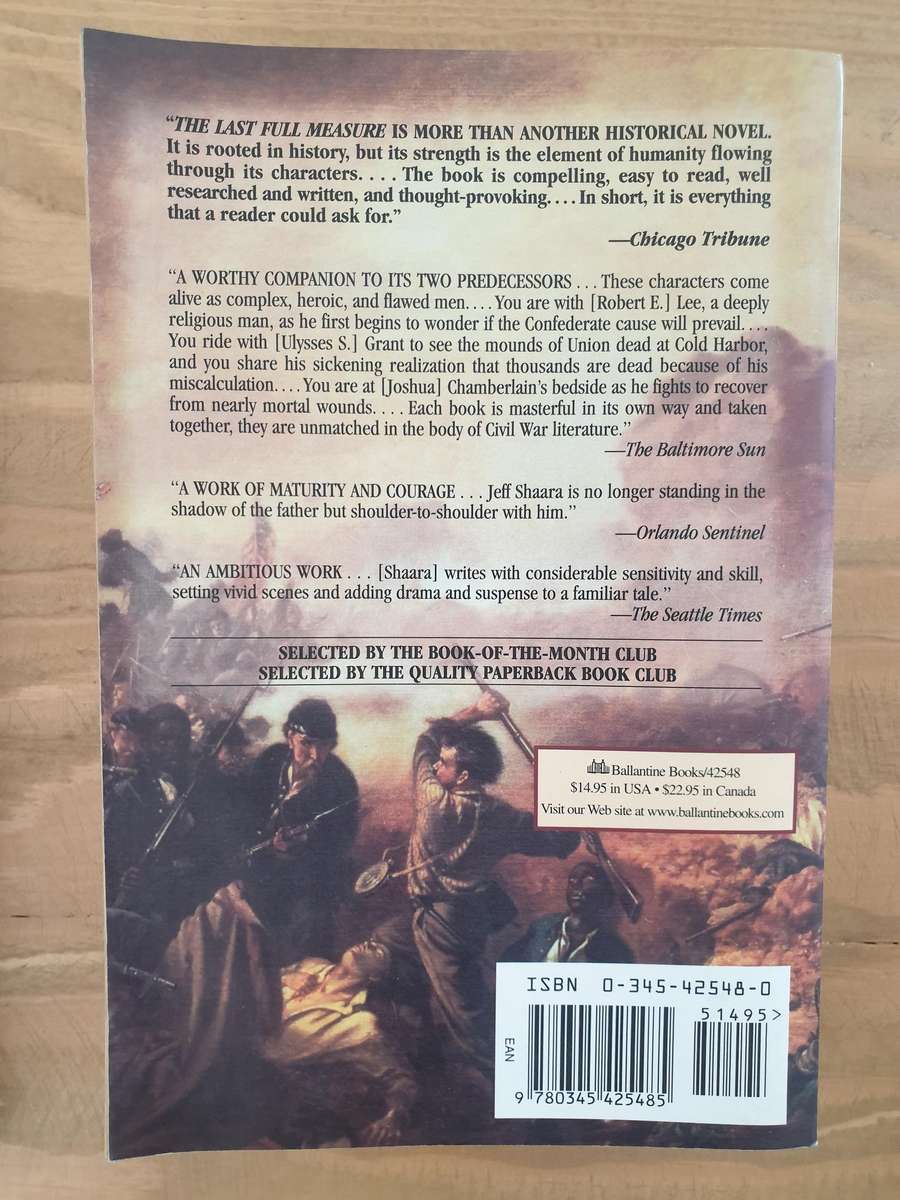 “THE LAST FULL MEASURE IS MORE THAN ANOTHER HISTORICAL NOVEL.
It is rooted in history, but its strength is the element of humanity flowing
through its characters. . . . The book is compelling, easy to read, well
researched and written, and thought-provoking. . . . In short, it is everything
that a reader could ask for.”
—Chicago Tribune
“A WORTHY COMPANION TO ITS TWO PREDECESSORS . . . These characters come
alive as complex, heroic, and flawed men. . . . You are with [Robert E.] Lee, a deeply
religious man, as he first begins to wonder if the Confederate cause will prevail. . . .
You ride with [Ulysses S.] Grant to see the mounds of Union dead at Cold Harbor,
and you share his sickening realization that thousands are dead because of his
miscalculation. . . . You are at [Joshua] Chamberlain’s bedside as he fights to recover
from nearly mortal wounds. . . . Each book is masterful in its own way and taken
together, they are unmatched in the body of Civil War literature.”
—The Baltimore Sun
“A WORK OF MATURITY AND COURAGE . . . Jeff Shaara is no longer standing in the
shadow of the father but shoulder-to-shoulder with him.”
—Orlando Sentinel
“AN AMBITIOUS WORK . . . [Shaara] writes with considerable sensitivity and skill,
setting vivid scenes and adding drama and suspense to a familiar tale.”
—The Seattle Times
SELECTED BY THE BOOK-OF-THE-MONTH CLUB
SELECTED BY THE QUALITY PAPERBACK BOOK CLUB
Ballantine Books/42548
$14.95 in USA • $22.95 in Canada
Visit our Web site at www.ballantinebooks.com
ISBN 0-345-42548-0
51495>
EAN
9 780345 425485